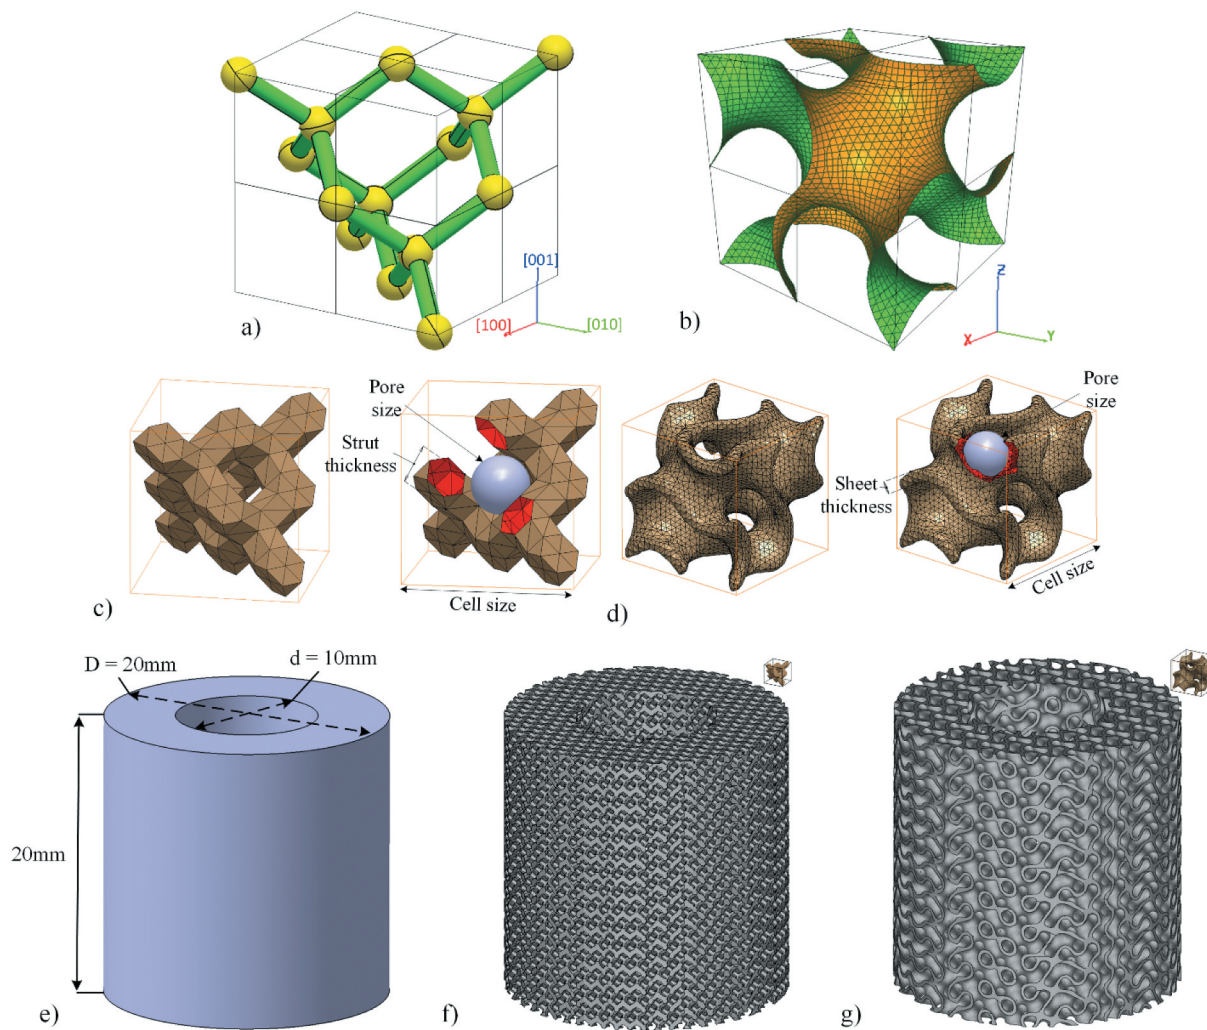 [001]
[100]
[010]
a)
Z
X
Y
b)
Pore
size
Strut
thickness
Cell size
c)
Pore
size
Sheet
thickness
Cell size
d)
D = 20mm
d = 10mm
20mm
e)
f)
g)